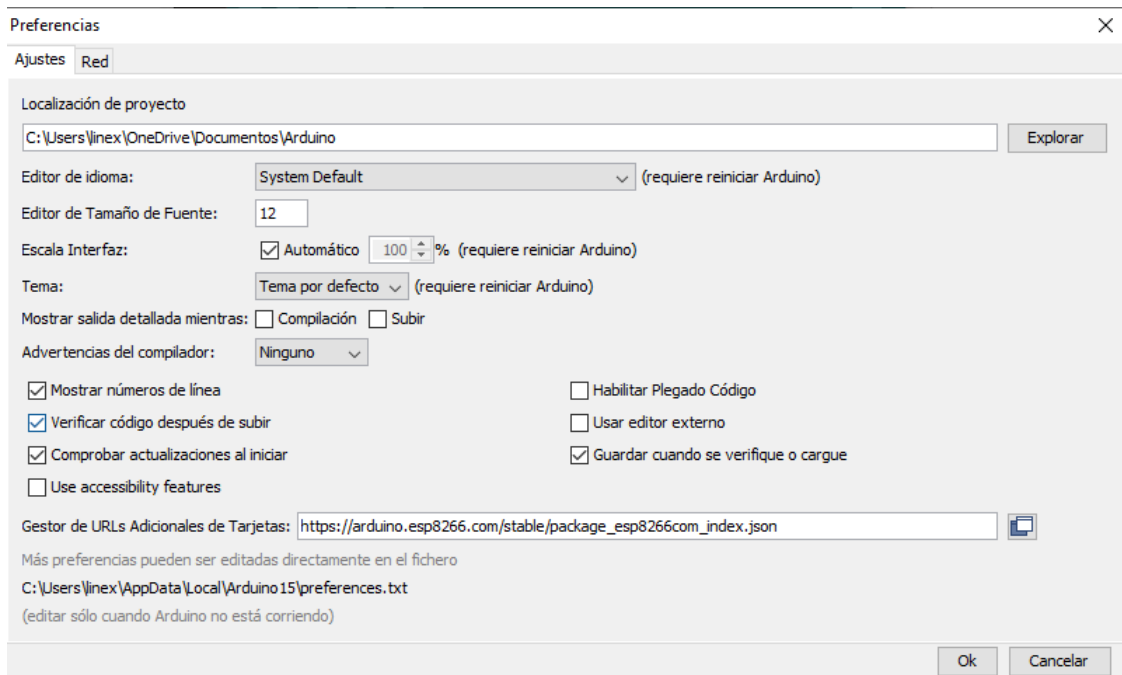 Preferencias
Ajustes Red
Localización de proyecto
C:\Users\linex\OneDrive\Documentos\Arduino Explorar
Editor de idioma: System Default (requiere reiniciar Arduino)
Editor de Tamaño de Fuente: 12
Escala Interfaz: Automático 100 % (requiere reiniciar Arduino)
Tema: Tema por defecto (requiere reiniciar Arduino)
Mostrar salida detallada mientras: Compilación Subir
Advertencias del compilador: Ninguno
Mostrar números de línea Habilitar Plegado Código
Verificar código después de subir Usar editor externo
Comprobar actualizaciones al iniciar Guardar cuando se verifique o cargue
Use accessibility features
Gestor de URLs Adicionales de Tarjetas: https://arduino.esp8266.com/stable/package_esp8266com_index.json
Más preferencias pueden ser editadas directamente en el fichero
C:\Users\linex\AppData\Local\Arduino15\preferences.txt
(editar sólo cuando Arduino no está corriendo)
Ok Cancelar